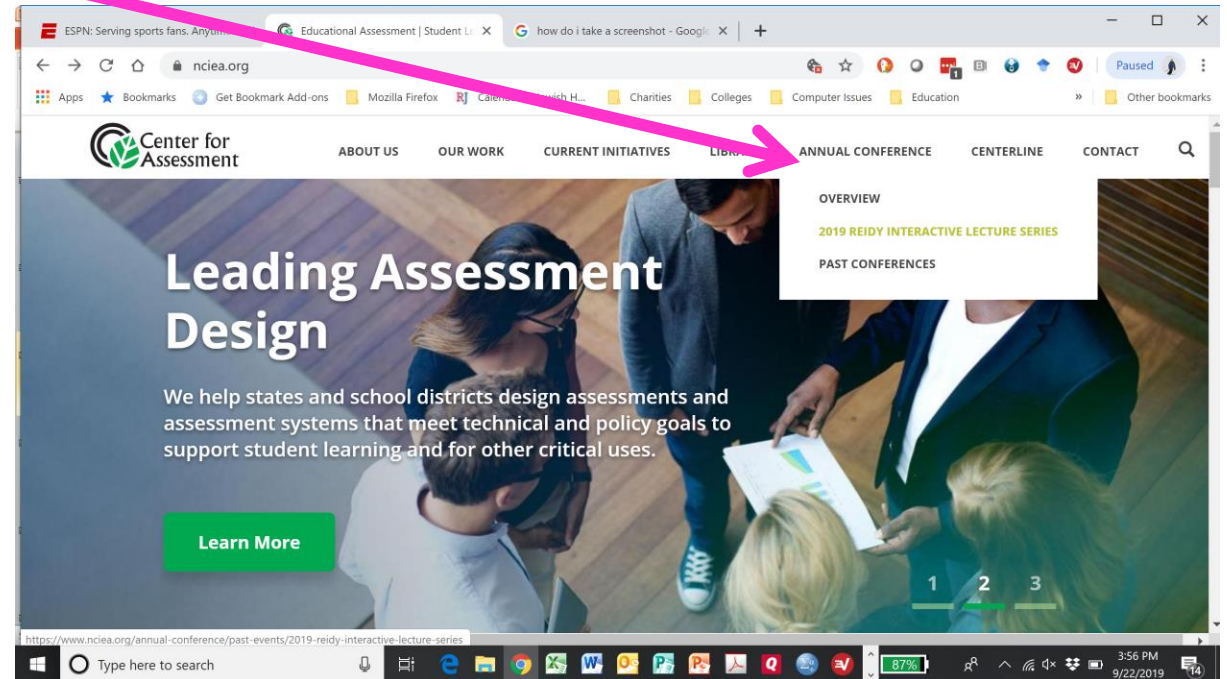 ESPN: Serving sports fans. Anyti
Educational Assessment | Student L
how do i take a screenshot - Googl
nciea.org
1
Paused
Apps
Bookmarks
Get Bookmark Add-ons
Mozilla Firefox
Calend
wish H...
Charities
Colleges
Computer Issues
Education
»
Other bookmarks
Center for
Assessment
ABOUT US
OUR WORK
CURRENT INITIATIVES
ANNUAL CONFERENCE
CENTERLINE
CONTACT
OVERVIEW
2019 REIDY INTERACTIVE LECTURE SERIES
PAST CONFERENCES
Leading Assessment
Design
We help states and school districts design assessments and
assessment systems that meet technical and policy goals to
support student learning and for other critical uses.
Learn More
1 2 3
https://www.nciea.org/annual-conference/past-events/2019-reidy-interactive-lecture-series
Type here to search
87%
3:56 PM
9/22/2019
14